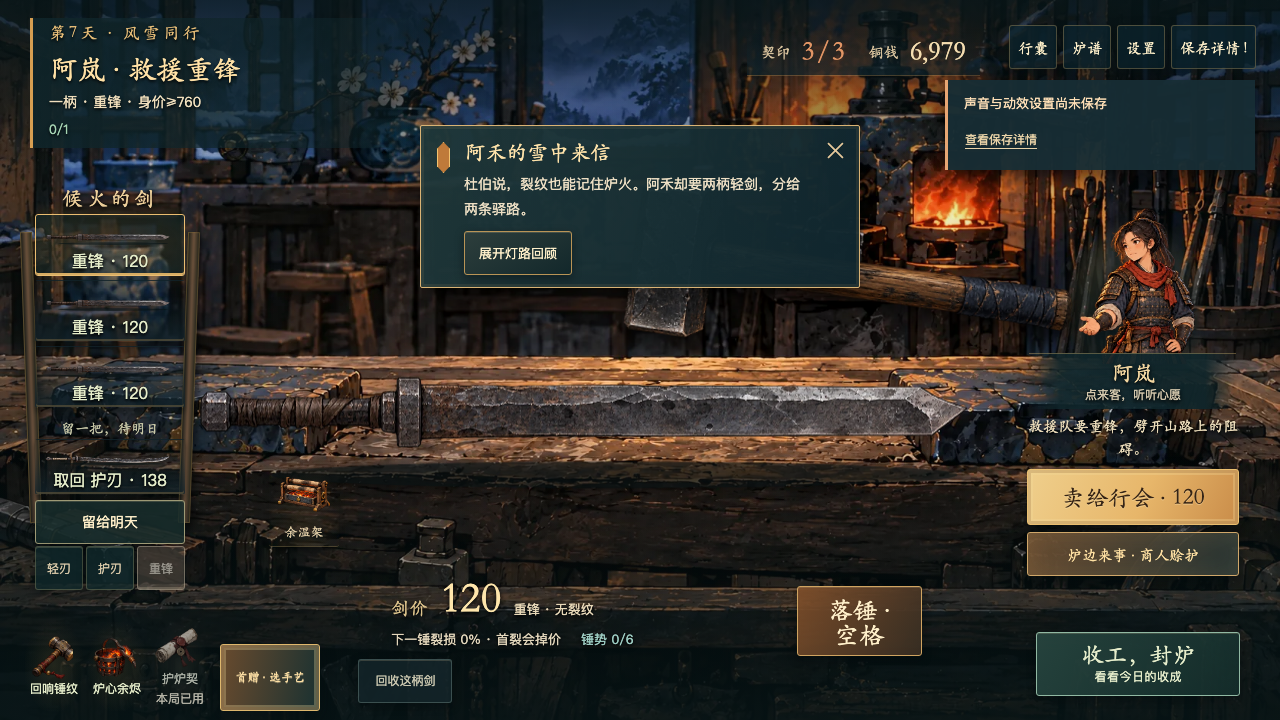 第7天 · 风雪同行
阿岚·救援重锋
一柄 · 重锋 · 身价≥760
0/1
契印 3/3 铜钱 6,979
行囊 炉谱 设置 保存详情!
声音与动效设置尚未保存
查看保存详情
阿禾的雪中来信
杜伯说，裂纹也能记住炉火。阿禾却要两柄轻剑，分给
两条驿路。
展开灯路回顾
候火的剑
重锋 · 120
重锋 · 120
重锋 · 120
留一把，待明日
取回 护刃 · 138
留给明天
轻刃 护刃 重锋
余温架
阿岚
点来客，听听心愿
救援队要重锋，劈开山路上的阻
碍。
卖给行会 · 120
炉边来事 · 商人赊护
剑价 120 重锋 · 无裂纹
下一锤裂损 0% · 首裂会掉价 锤势 0/6
落锤 ·
空格
收工，封炉
看看今日的收成
回响锤纹 炉心余烬 护炉契
本局已用
首赠 · 选手艺
回收这柄剑